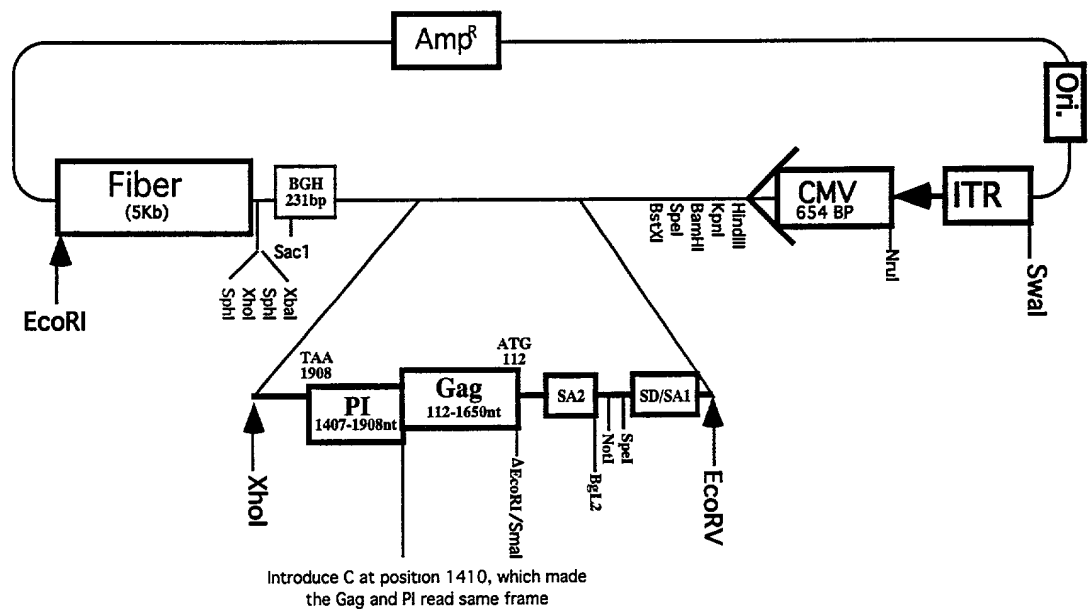 Amp^R
Ori.
Fiber
(5Kb)
BGH
231bp
CMV
654 BP
ITR
HindIII
KpnI
BamHI
SpeI
BstXI
Sac1
NruI
SwaI
SphI
XhoI
SphI
XbaI
EcoRI
TAA
1908
ATG
112
PI
1407-1908nt
Gag
112-1650nt
SA2
SD/SA1
XhoI
ΔEcoRI/SmaI
BgL2
NotI
SpeI
EcoRV
Introduce C at position 1410, which made
the Gag and PI read same frame